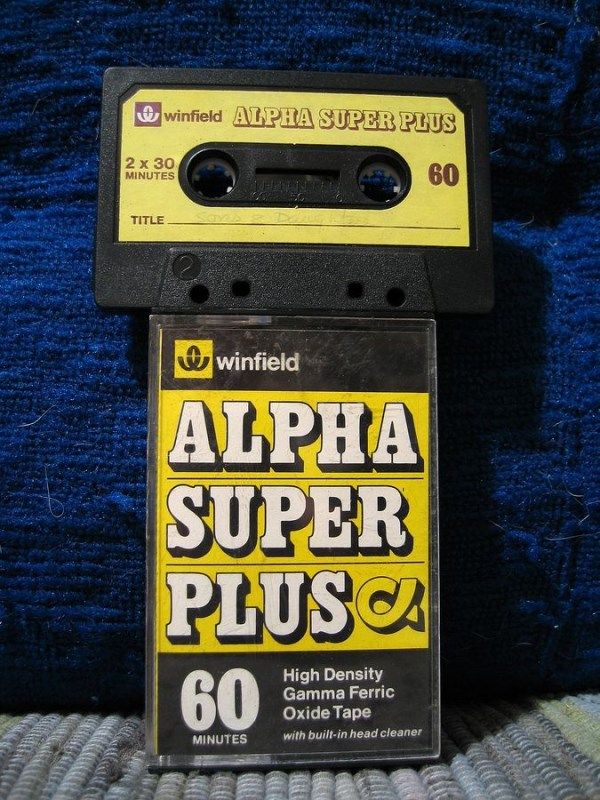 winfield ALPHA SUPER PLUS
2 x 30
MINUTES
60
TITLE
winfield
ALPHA
SUPER
PLUS α
60
MINUTES
High Density
Gamma Ferric
Oxide Tape
with built-in head cleaner